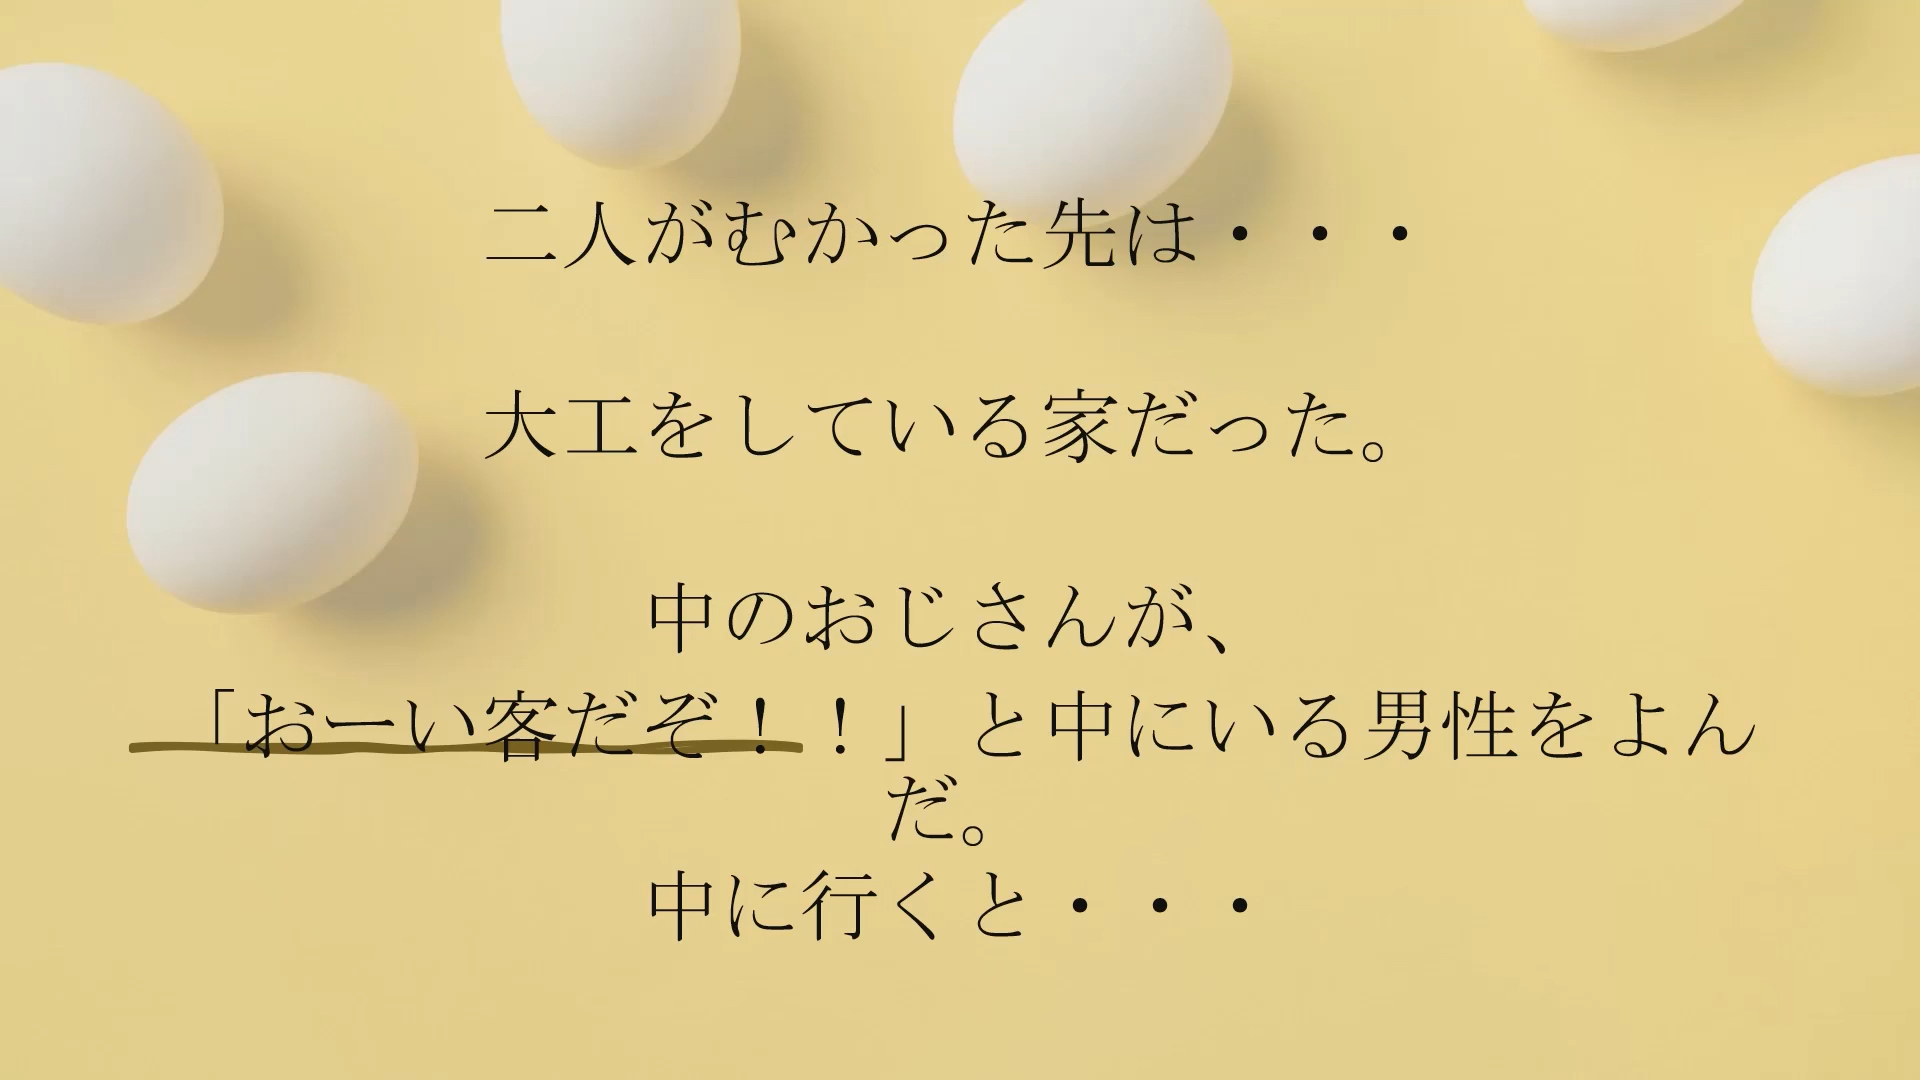 二人がむかった先は・・・
大工をしている家だった。
中のおじさんが、
「おーい客だぞ！！」と中にいる男性をよん
だ。
中に行くと・・・